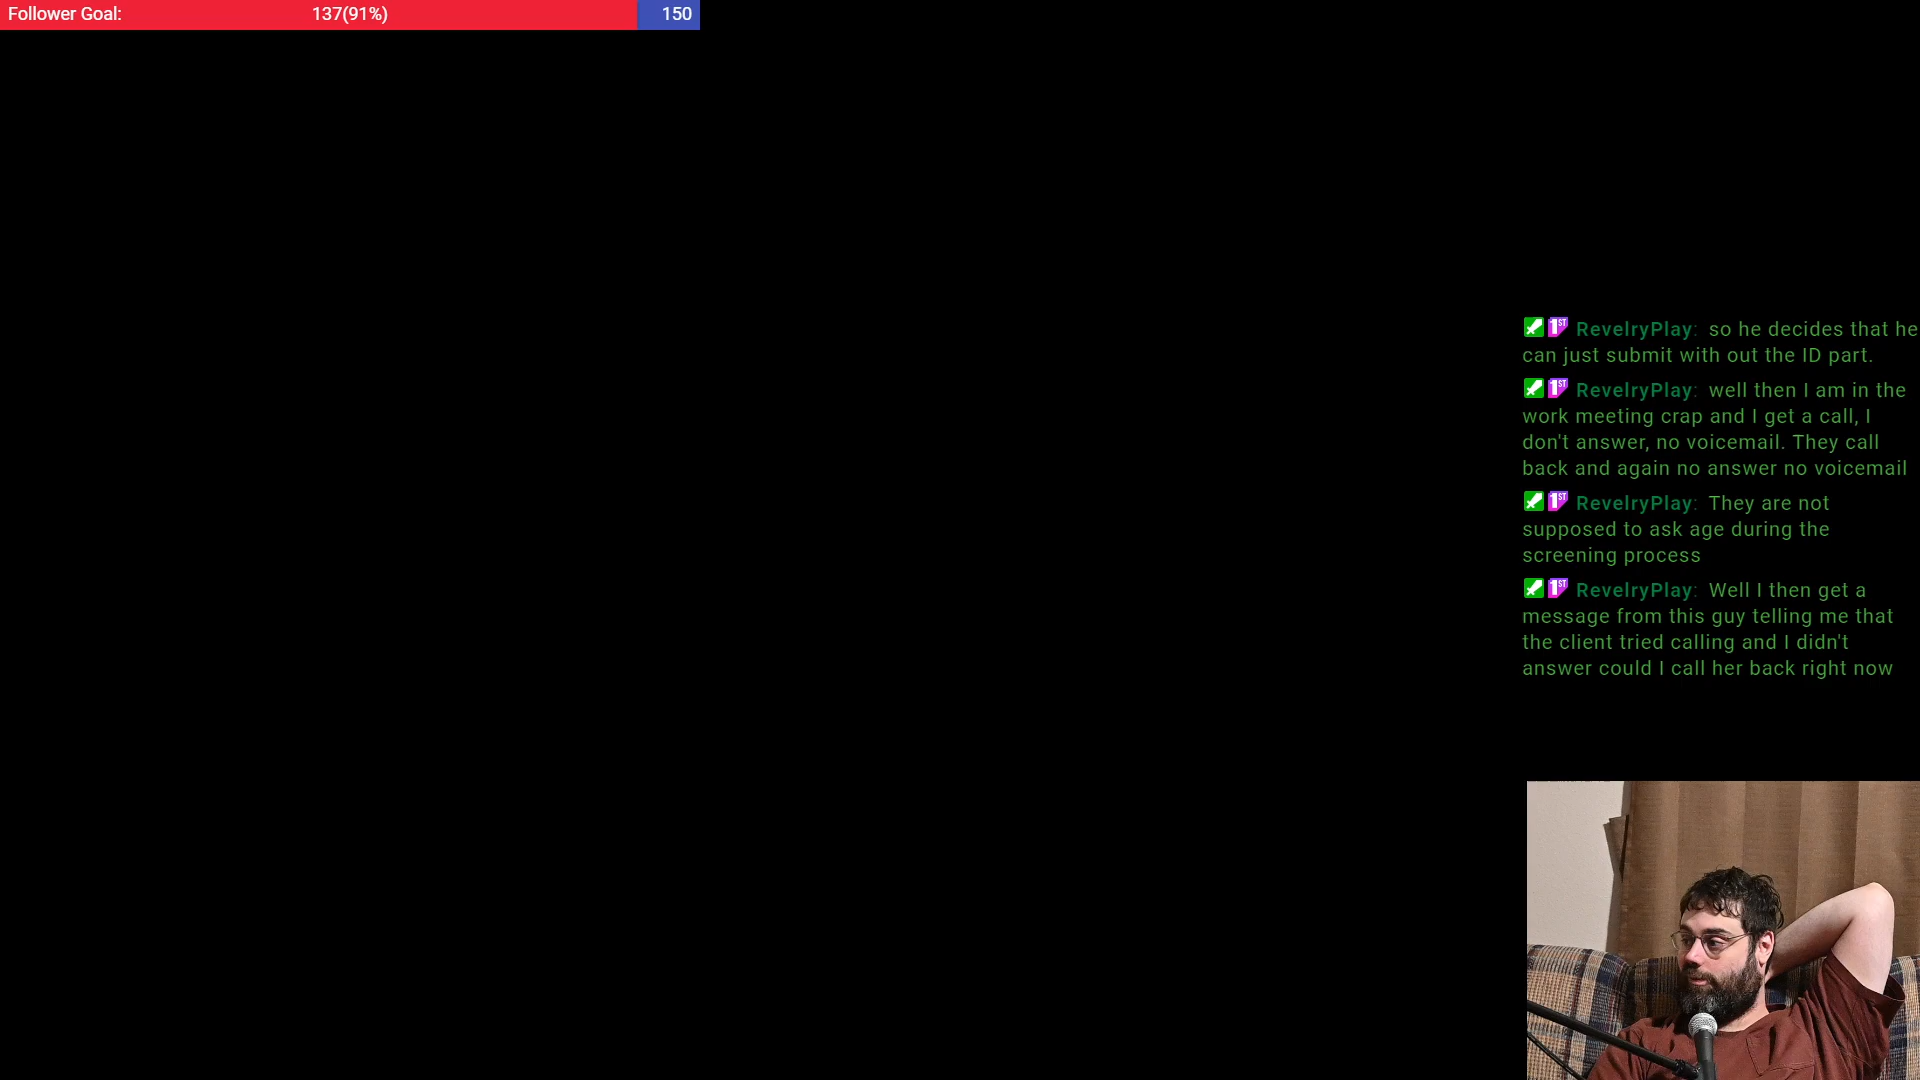 Follower Goal: 137(91%) 150
1ST RevelryPlay: so he decides that he
can just submit with out the ID part.
1ST RevelryPlay: well then I am in the
work meeting crap and I get a call, I
don't answer, no voicemail. They call
back and again no answer no voicemail
1ST RevelryPlay: They are not
supposed to ask age during the
screening process
1ST RevelryPlay: Well I then get a
message from this guy telling me that
the client tried calling and I didn't
answer could I call her back right now